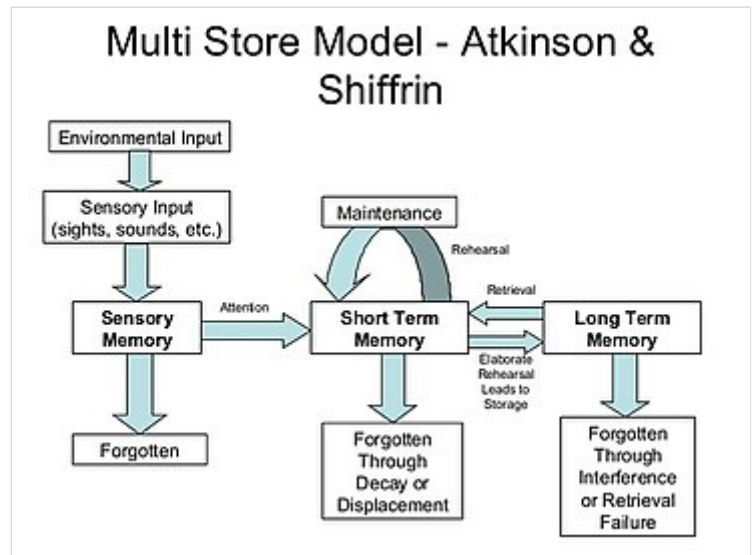 Multi Store Model - Atkinson &
Shiffrin
Environmental Input
Sensory Input
(sights, sounds, etc.)
Maintenance
Rehearsal
Attention
Retrieval
Sensory
Memory
Short Term
Memory
Long Term
Memory
Elaborate
Rehearsal
Leads to
Storage
Forgotten
Forgotten
Through
Decay or
Displacement
Forgotten
Through
Interference
or Retrieval
Failure